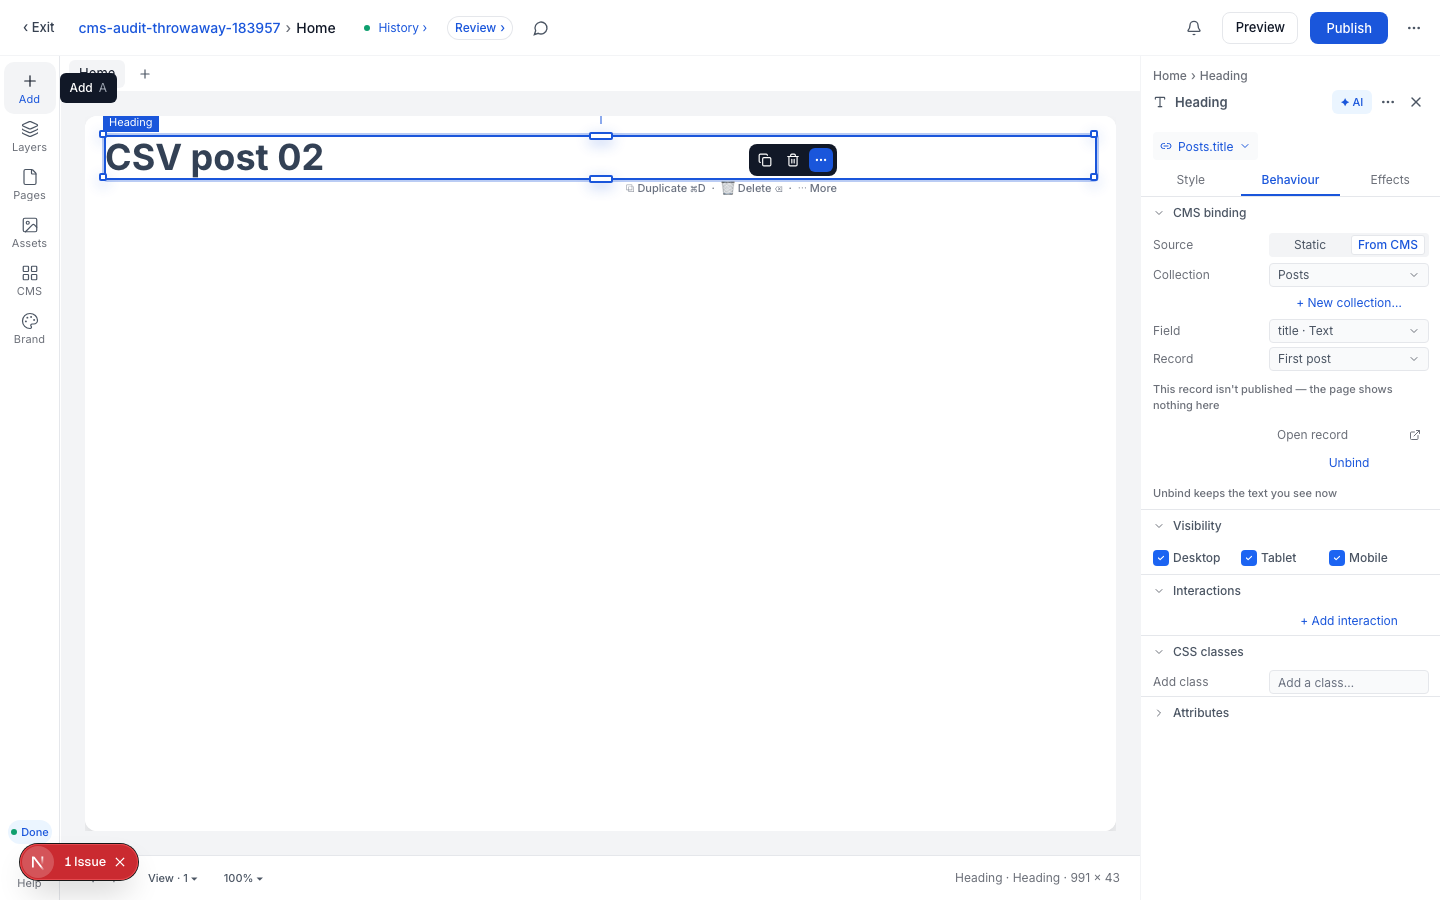 ‹ Exit
cms-audit-throwaway-183957 › Home
History ›
Review ›
Preview
Publish
Add
Layers
Pages
Assets
CMS
Brand
Add A
Heading
CSV post 02
Duplicate ⌘D · Delete ⌫ · ··· More
Home › Heading
Heading
AI
Posts.title
Style
Behaviour
Effects
CMS binding
Source
Static
From CMS
Collection
Posts
+ New collection...
Field
title · Text
Record
First post
This record isn't published — the page shows
nothing here
Open record
Unbind
Unbind keeps the text you see now
Visibility
Desktop
Tablet
Mobile
Interactions
+ Add interaction
CSS classes
Add class
Add a class...
Attributes
Done
N
1 Issue
Help
View · 1
100%
Heading · Heading · 991 × 43